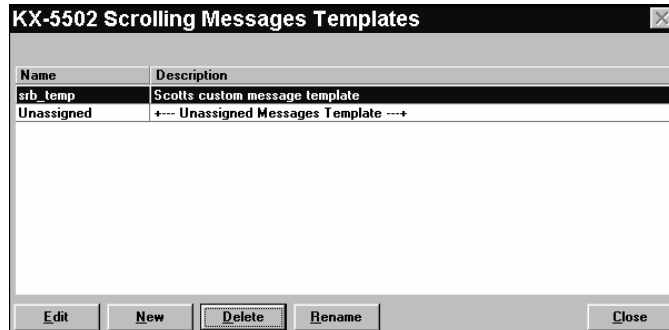 KX-5502 Scrolling Messages Templates
Name Description
srb_temp Scotts custom message template
Unassigned +--- Unassigned Messages Template ---+
Edit New Delete Rename Close